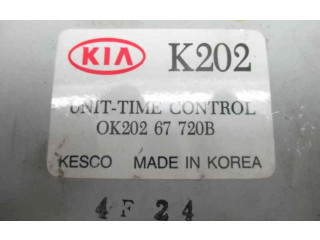 KIA K202
UNIT-TIME CONTROL
OK202 67 720B
KESCO MADE IN KOREA
4 F 2 4